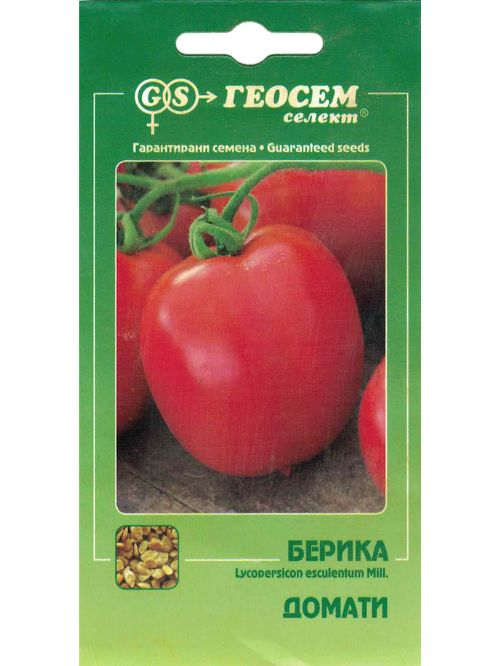 GS
ГЕОСЕМ
селект®
Гарантирани семена • Guaranteed seeds
БЕРИКА
Lycopersicon esculentum Mill.
ДОМАТИ